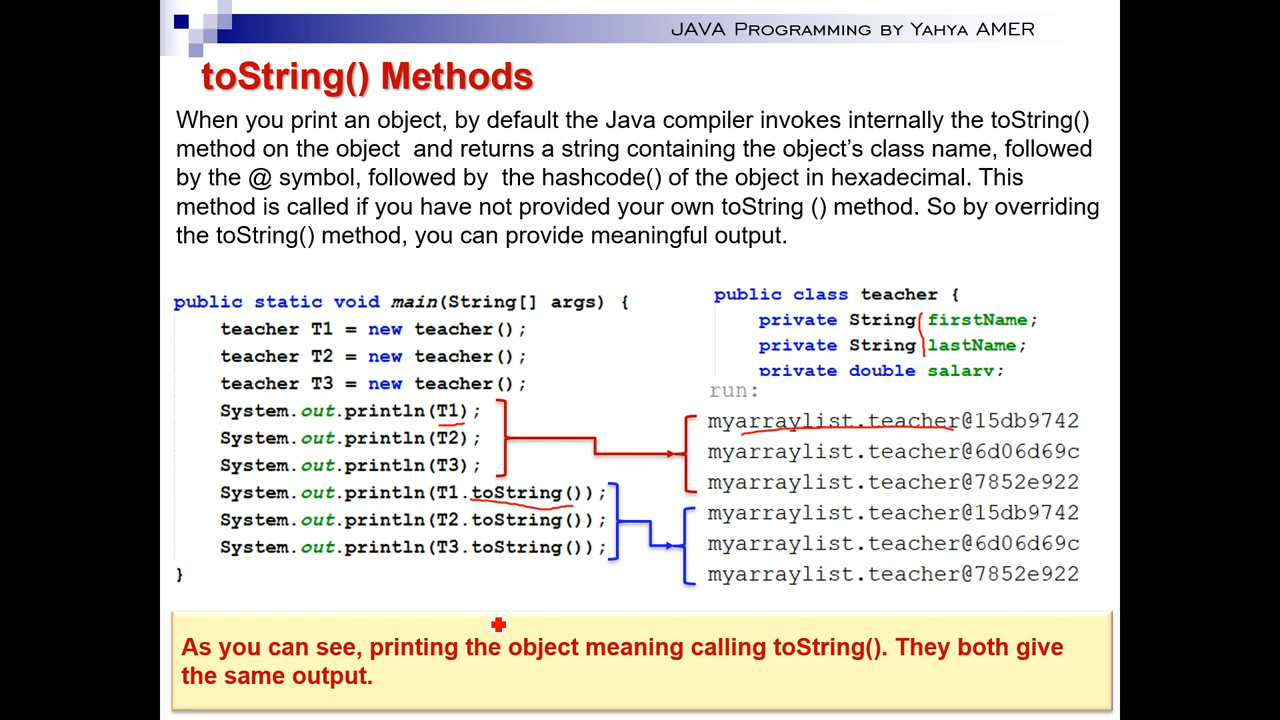 JAVA PROGRAMMING BY YAHYA AMER
toString() Methods
When you print an object, by default the Java compiler invokes internally the toString()
method on the object and returns a string containing the object's class name, followed
by the @ symbol, followed by the hashcode() of the object in hexadecimal. This
method is called if you have not provided your own toString () method. So by overriding
the toString() method, you can provide meaningful output.
public static void main(String[] args) {
teacher T1 = new teacher();
teacher T2 = new teacher();
teacher T3 = new teacher();
System.out.println(T1);
System.out.println(T2);
System.out.println(T3);
System.out.println(T1.toString());
System.out.println(T2.toString());
System.out.println(T3.toString());
}
public class teacher {
private String firstName;
private String lastName;
private double salary;
run:
myarraylist.teacher@15db9742
myarraylist.teacher@6d06d69c
myarraylist.teacher@7852e922
myarraylist.teacher@15db9742
myarraylist.teacher@6d06d69c
myarraylist.teacher@7852e922
As you can see, printing the object meaning calling toString(). They both give
the same output.